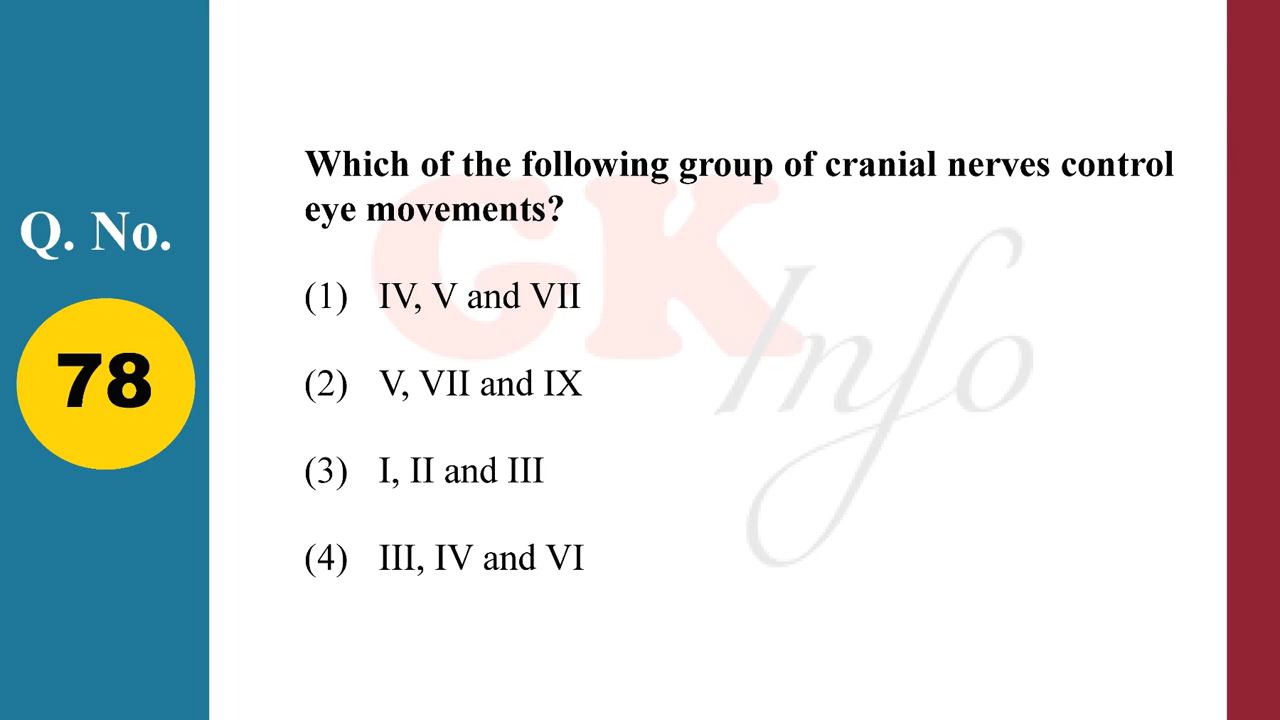 Q. No.
78
Which of the following group of cranial nerves control
eye movements?
(1) IV, V and VII
(2) V, VII and IX
(3) I, II and III
(4) III, IV and VI
GK
Info